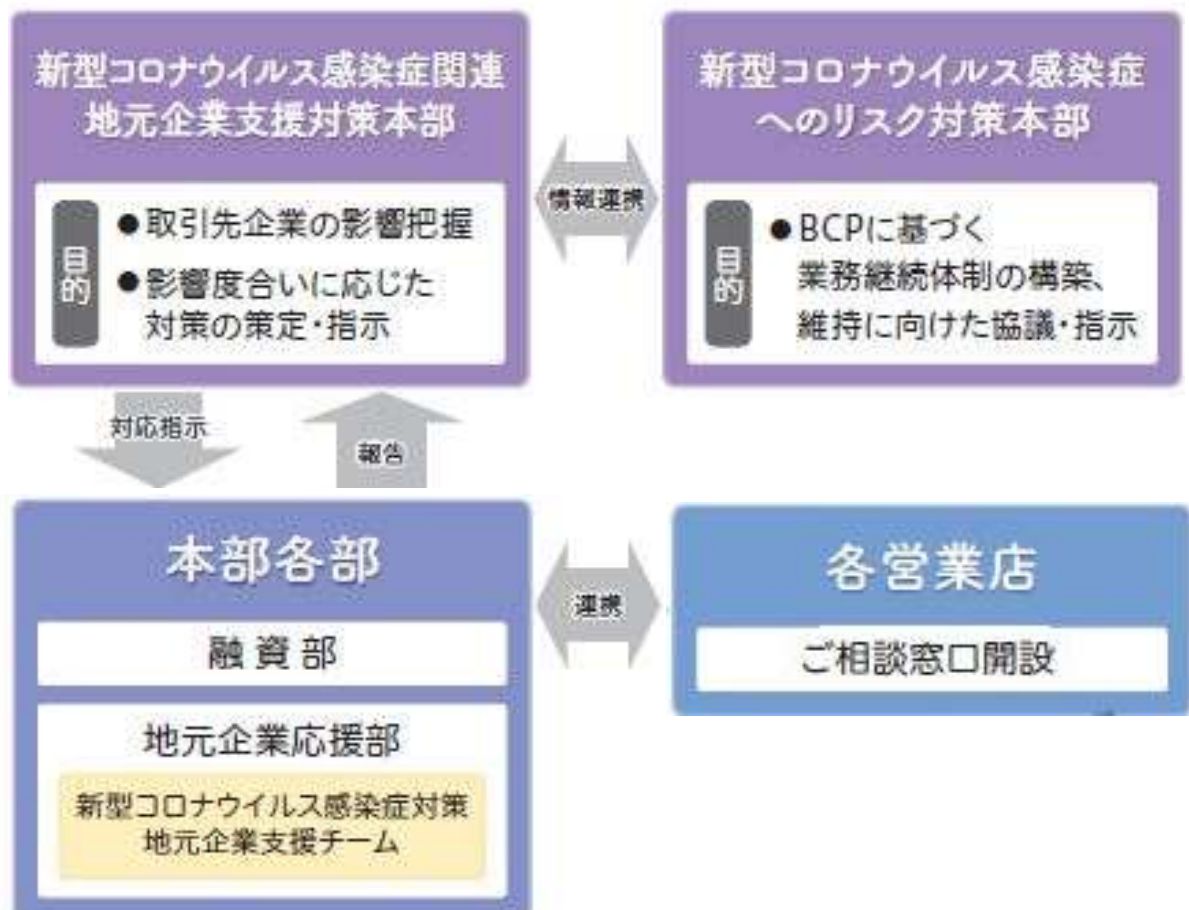 新型コロナウイルス感染症関連
地元企業支援対策本部
目的
●取引先企業の影響把握
●影響度合いに応じた
対策の策定・指示
情報連携
新型コロナウイルス感染症
へのリスク対策本部
目的
●BCPに基づく
業務継続体制の構築、
維持に向けた協議・指示
対応指示
報告
本部各部
融資部
地元企業応援部
新型コロナウイルス感染症対策
地元企業支援チーム
連携
各営業店
ご相談窓口開設